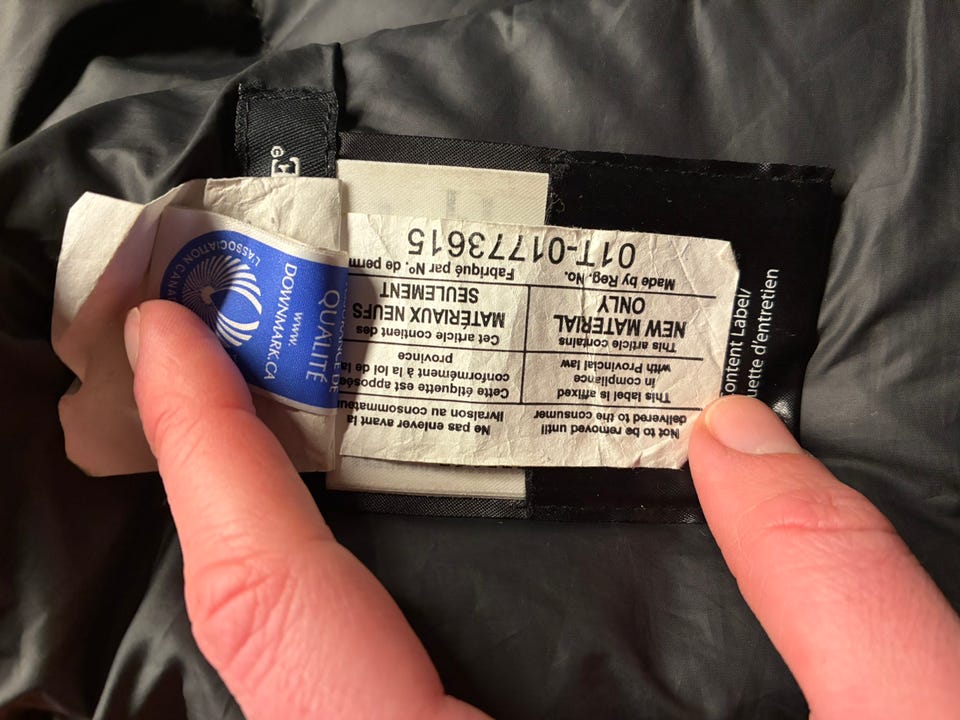 Not to be removed until
delivered to the consumer
Ne pas enlever avant la
livraison au consommateur
This label is affixed
in compliance
with Provincial law
Cette étiquette est apposée
conformément à la loi de la
province
This article contains
NEW MATERIAL
ONLY
Cet article contient des
MATÉRIAUX NEUFS
SEULEMENT
Made by Reg. No.
Fabriqué par Nº. de perm
01T-01773615
QUALITÉ
WWW.
DOWNMARK.CA
L'ASSOCIATION
ontent Label/
uette d'entretien